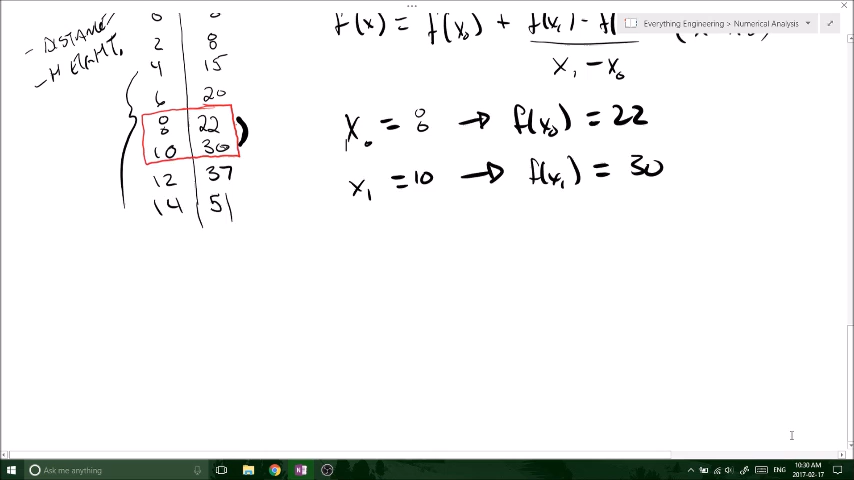 f(x) = f(x₀) + f(x₁) - f(
x₁ - x₀
Everything Engineering > Numerical Analysis
- DISTANCE
- HEIGHT
0 0
2 8
4 15
6 20
8 22
10 30
12 37
14 51
x₀ = 8 → f(x₀) = 22
x₁ = 10 → f(x₁) = 30
Ask me anything
ENG
10:30 AM
2017-02-17